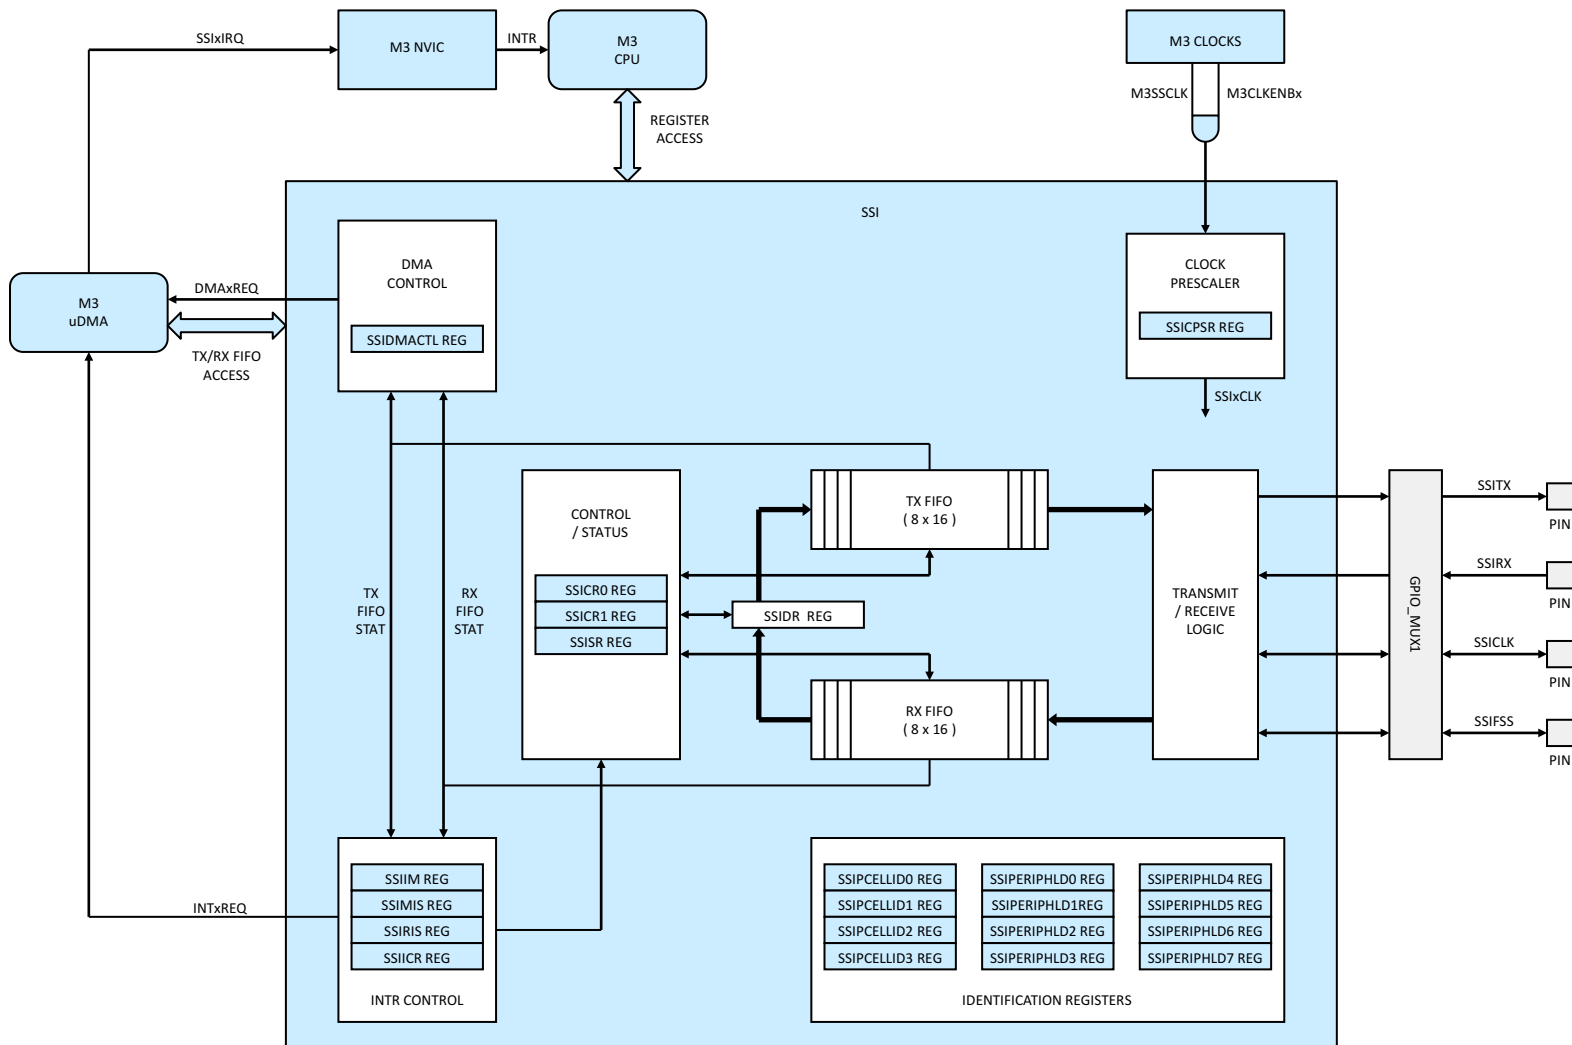 SSIxIRQ
M3 NVIC
INTR
M3
CPU
M3 CLOCKS
M3SSCLK
M3CLKENBx
REGISTER
ACCESS
SSI
DMA
CONTROL
SSIDMACTL REG
CLOCK
PRESCALER
SSICPSR REG
SSIxCLK
M3
uDMA
DMAxREQ
TX/RX FIFO
ACCESS
CONTROL
/ STATUS
SSICR0 REG
SSICR1 REG
SSISR REG
TX FIFO
( 8 x 16 )
SSIDR  REG
RX FIFO
( 8 x 16 )
TX
FIFO
STAT
RX
FIFO
STAT
TRANSMIT
/ RECEIVE
LOGIC
GPIO_MUX1
SSITX
PIN
SSIRX
PIN
SSICLK
PIN
SSIFSS
PIN
INTxREQ
SSIIM REG
SSIMIS REG
SSIRIS REG
SSIICR REG
INTR CONTROL
SSIPCELLID0 REG
SSIPCELLID1 REG
SSIPCELLID2 REG
SSIPCELLID3 REG
SSIPERIPHLD0 REG
SSIPERIPHLD1REG
SSIPERIPHLD2 REG
SSIPERIPHLD3 REG
SSIPERIPHLD4 REG
SSIPERIPHLD5 REG
SSIPERIPHLD6 REG
SSIPERIPHLD7 REG
IDENTIFICATION REGISTERS